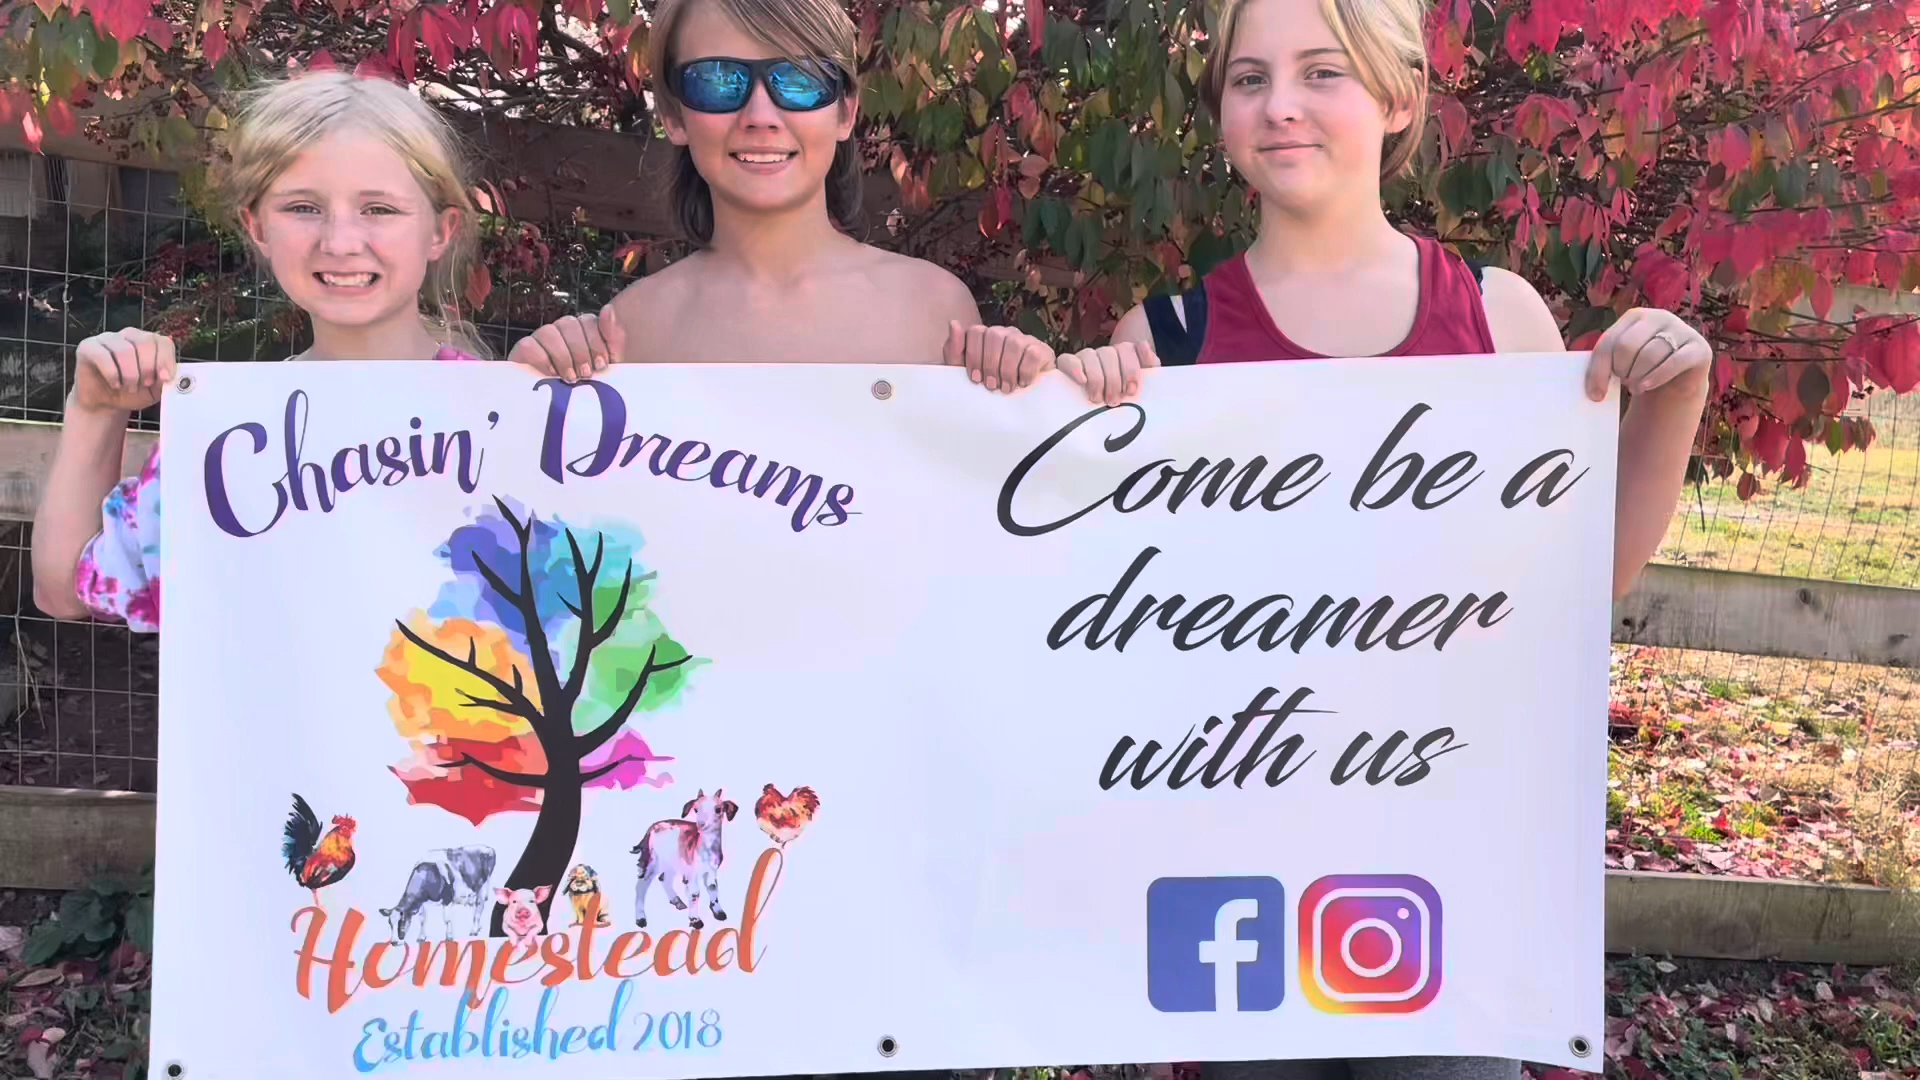 Chasin' Dreams
Homestead
Established 2018
Come be a
dreamer
with us
f